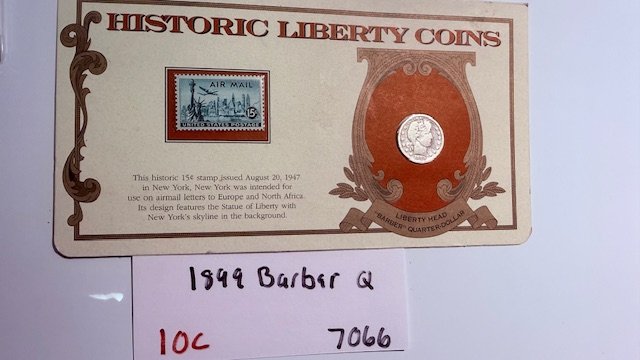 HISTORIC LIBERTY COINS
AIR MAIL
15¢
UNITED STATES POSTAGE
This historic 15¢ stamp issued August 20, 1947
in New York, New York was intended for
use on airmail letters to Europe and North Africa.
Its design features the Statue of Liberty with
New York's skyline in the background.
LIBERTY HEAD
"BARBER" QUARTER-DOLLAR
1899 Barber Q
10C 7066